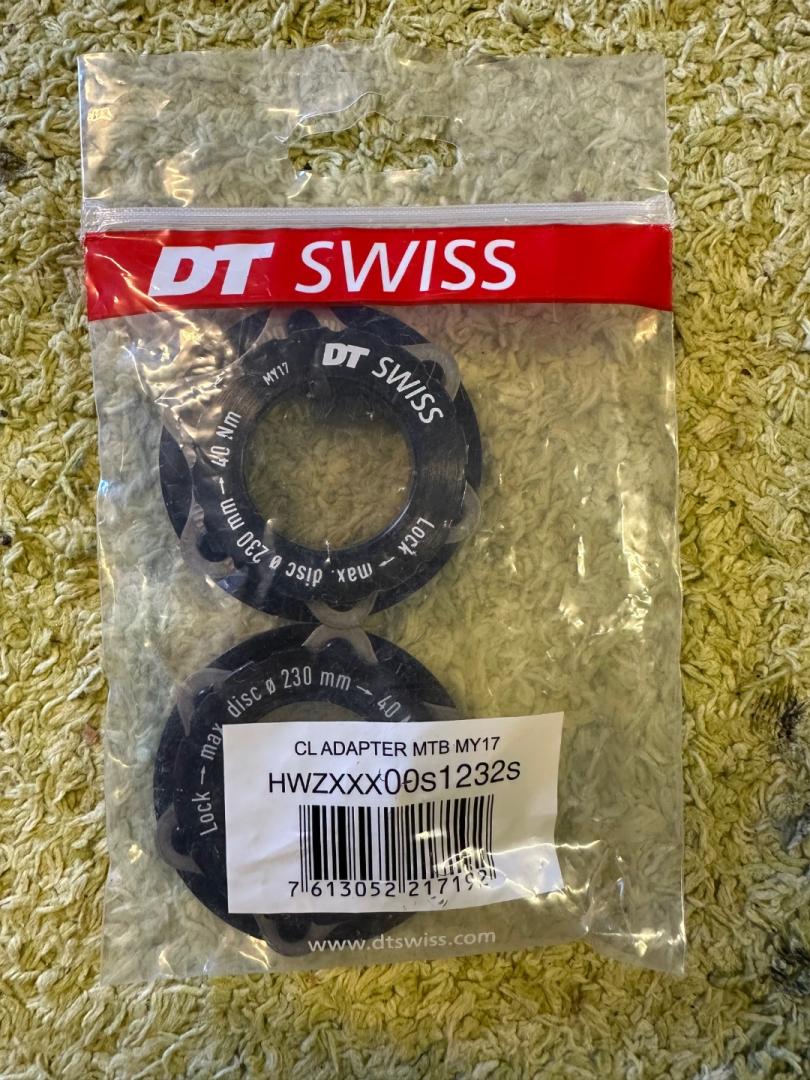 DT SWISS
MY17
DT SWISS
Lock → max. disc ø 230 mm → 40 Nm
Lock → max. disc ø 230 mm → 40
CL ADAPTER MTB MY17
HWZXXX00S1232S
7 613052 217192
www.dtswiss.com